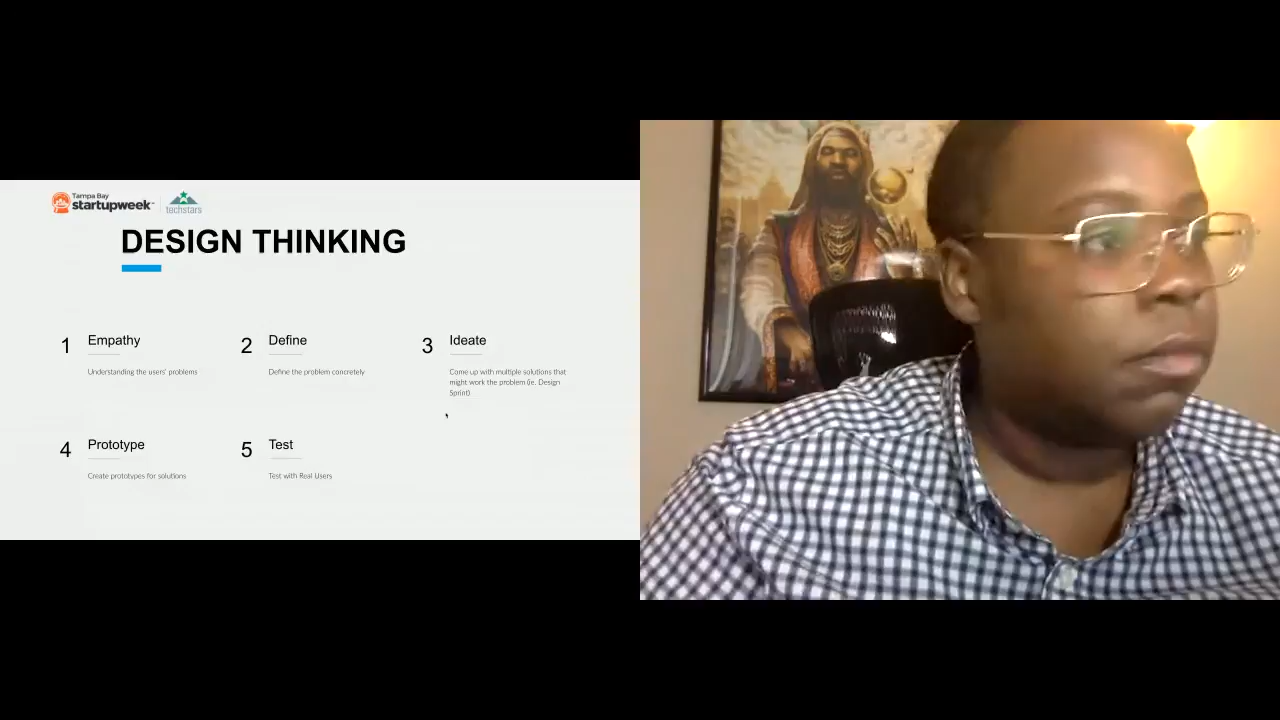 Tampa Bay
startupweek
techstars
DESIGN THINKING
1 Empathy
Understanding the users' problems
2 Define
Define the problem concretely
3 Ideate
Come up with multiple solutions that
might work the problem (ie. Design
Sprint)
4 Prototype
Create prototypes for solutions
5 Test
Test with Real Users